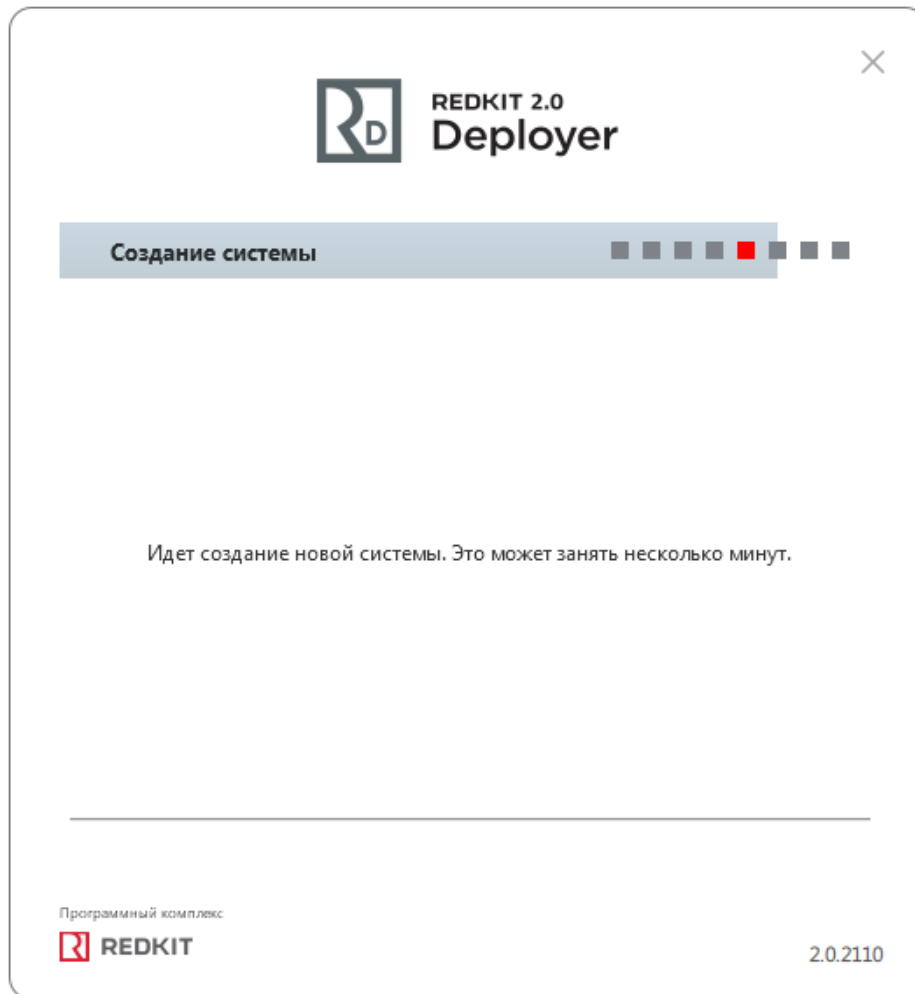 REDKIT 2.0
Deployer
Создание системы
Идет создание новой системы. Это может занять несколько минут.
Программный комплекс
REDKIT
2.0.2110